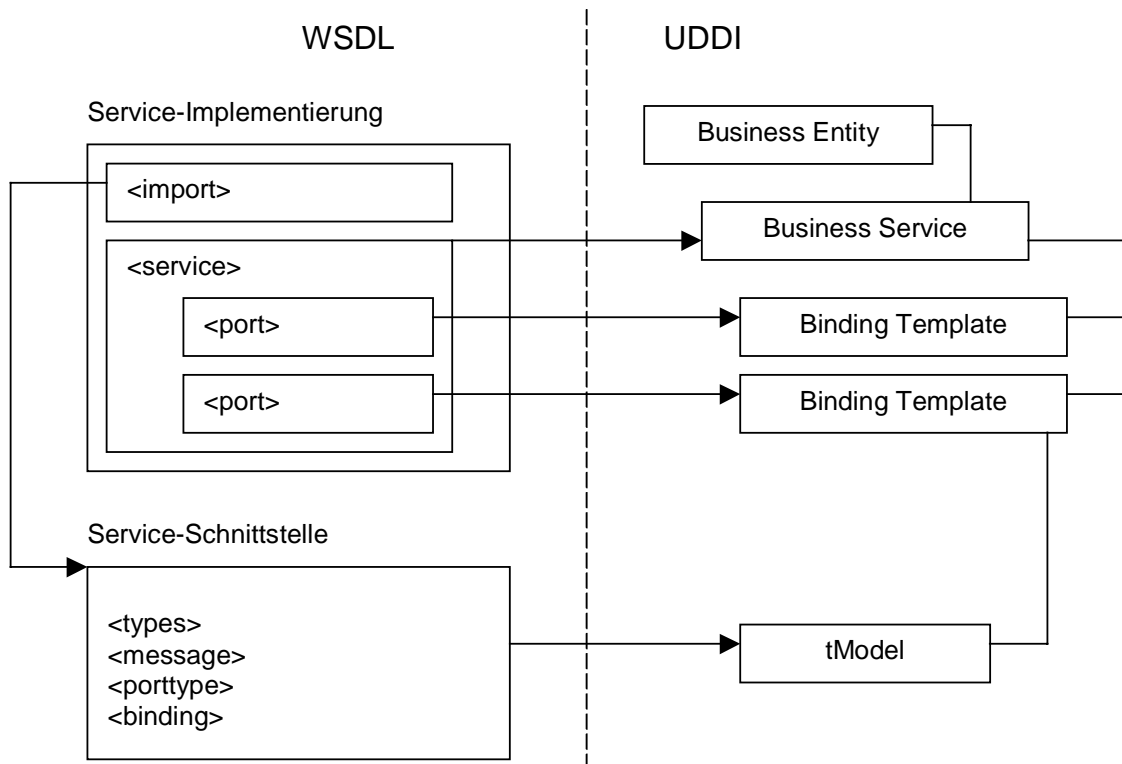 WSDL
UDDI
Service-Implementierung
<import>
<service>
<port>
<port>
Business Entity
Business Service
Binding Template
Binding Template
Service-Schnittstelle
<types>
<message>
<porttype>
<binding>
tModel